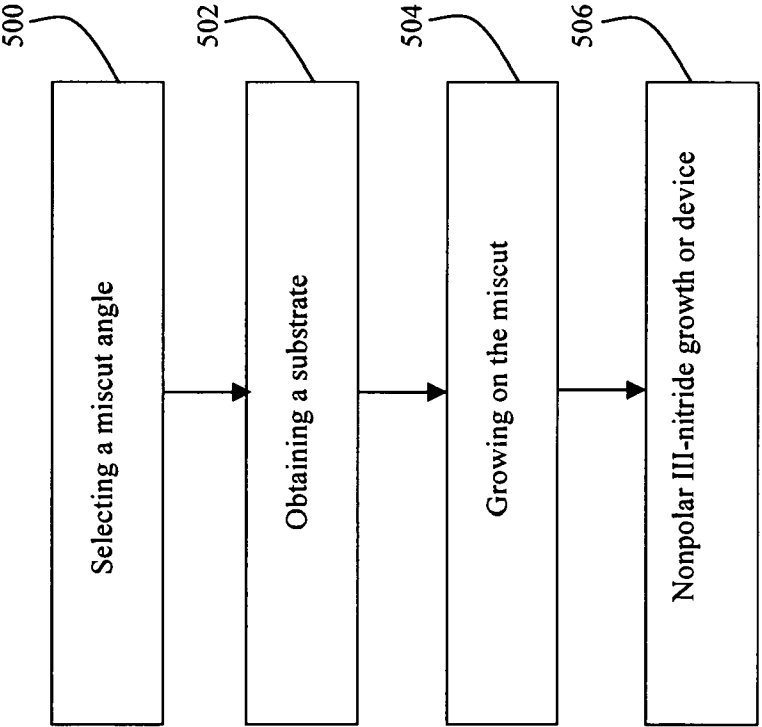 500
Selecting a miscut angle
502
Obtaining a substrate
504
Growing on the miscut
506
Nonpolar III-nitride growth or device